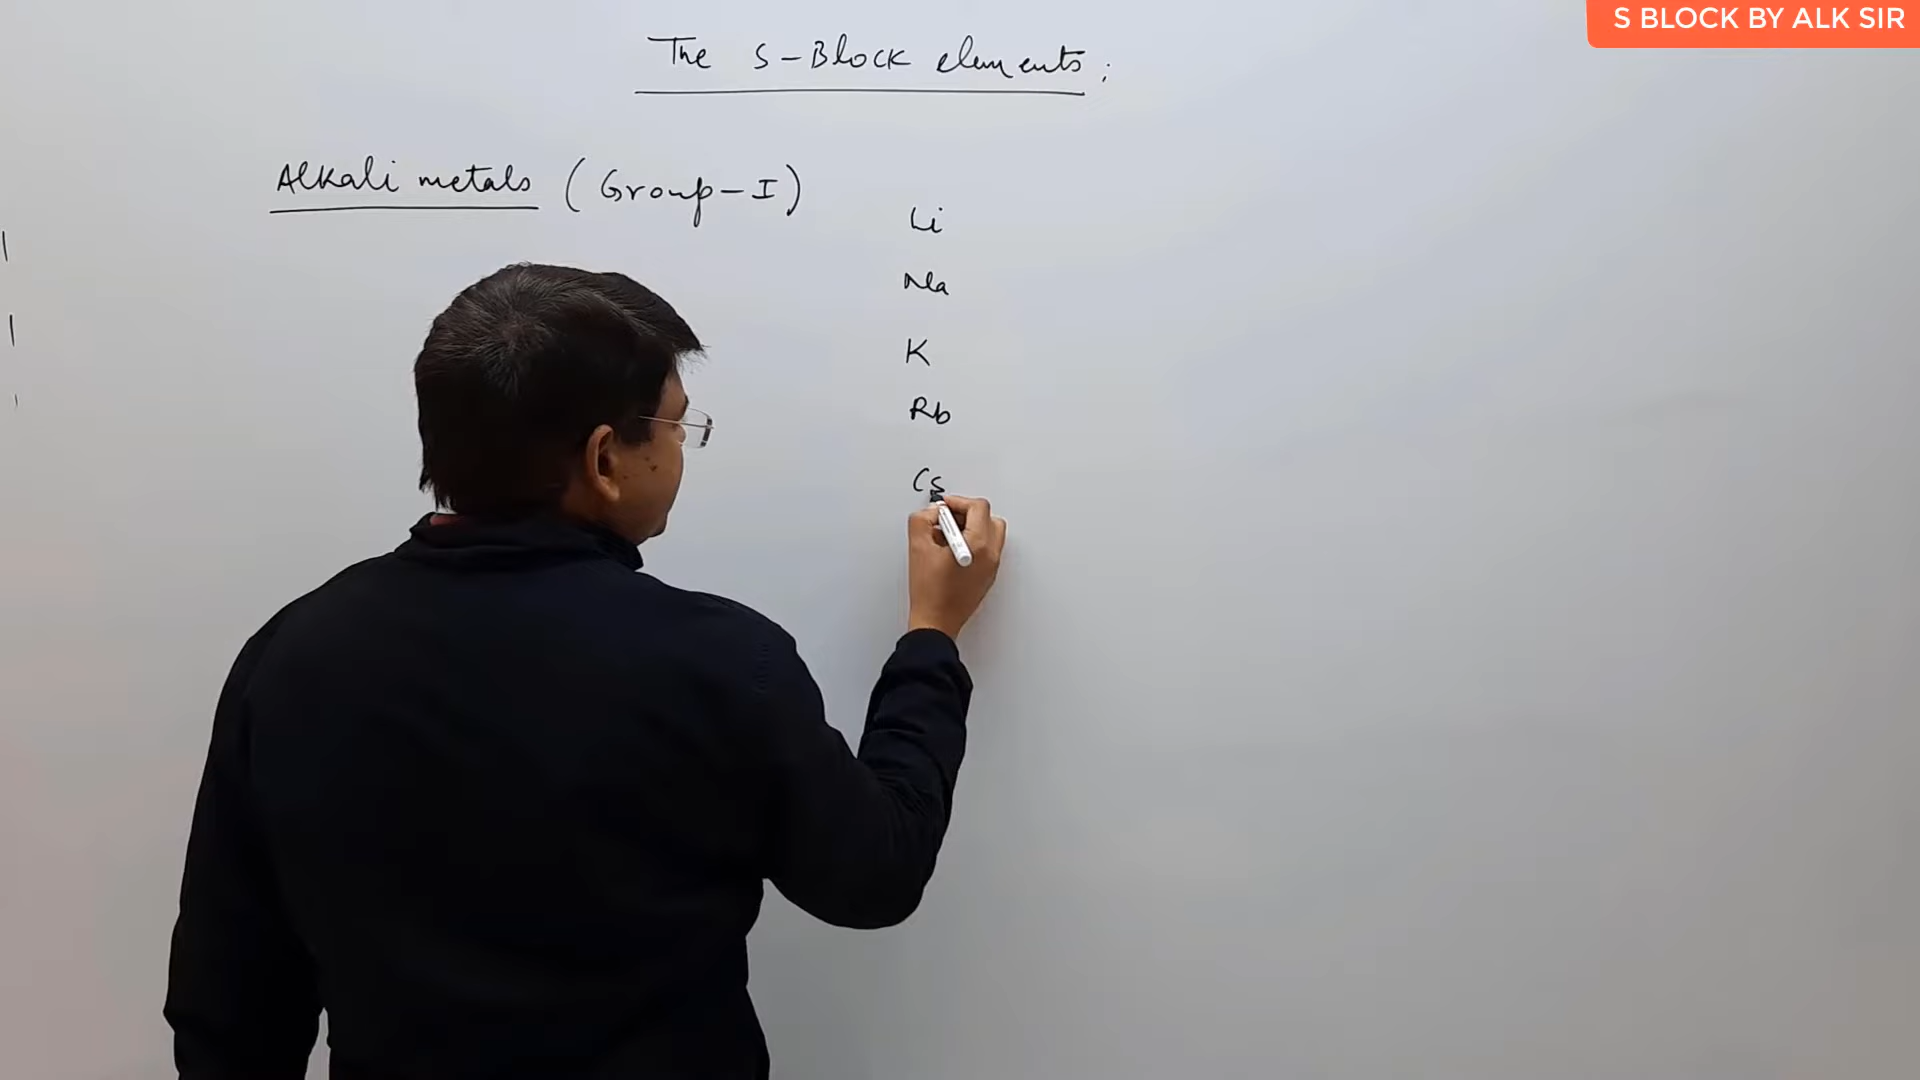 S BLOCK BY ALK SIR
The S-Block elements:
Alkali metals (Group-I)
Li
Na
K
Rb
Cs